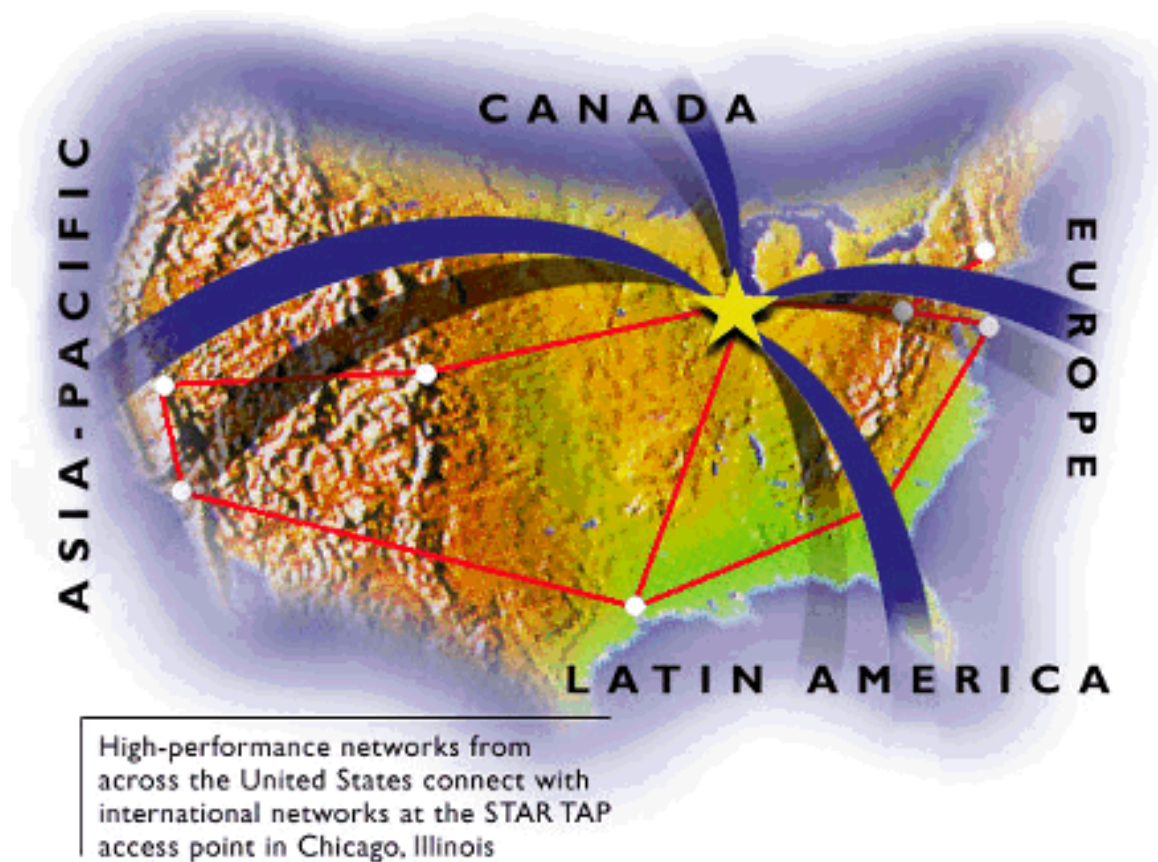 CANADA
ASIA-PACIFIC
EUROPE
LATIN AMERICA
High-performance networks from
across the United States connect with
international networks at the STAR TAP
access point in Chicago, Illinois